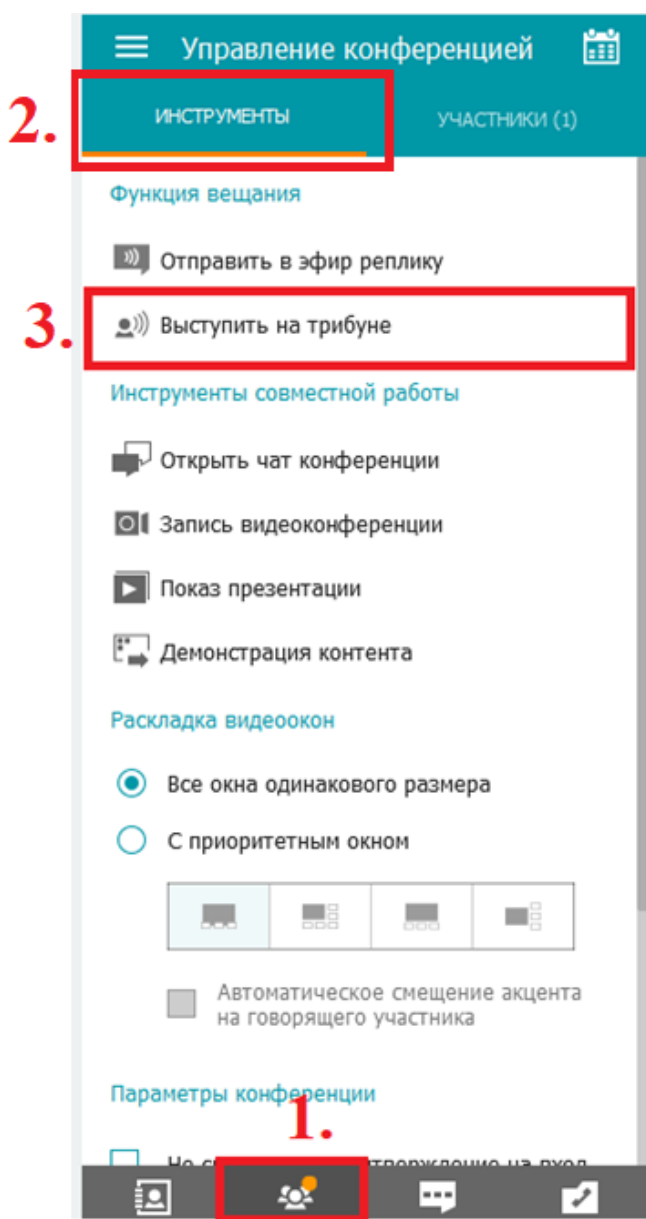 Управление конференцией
2.
ИНСТРУМЕНТЫ
УЧАСТНИКИ (1)
Функция вещания
Отправить в эфир реплику
3.
Выступить на трибуне
Инструменты совместной работы
Открыть чат конференции
Запись видеоконференции
Показ презентации
Демонстрация контента
Раскладка видеоокон
Все окна одинакового размера
С приоритетным окном
Автоматическое смещение акцента
на говорящего участника
Параметры конференции
1.
на вход